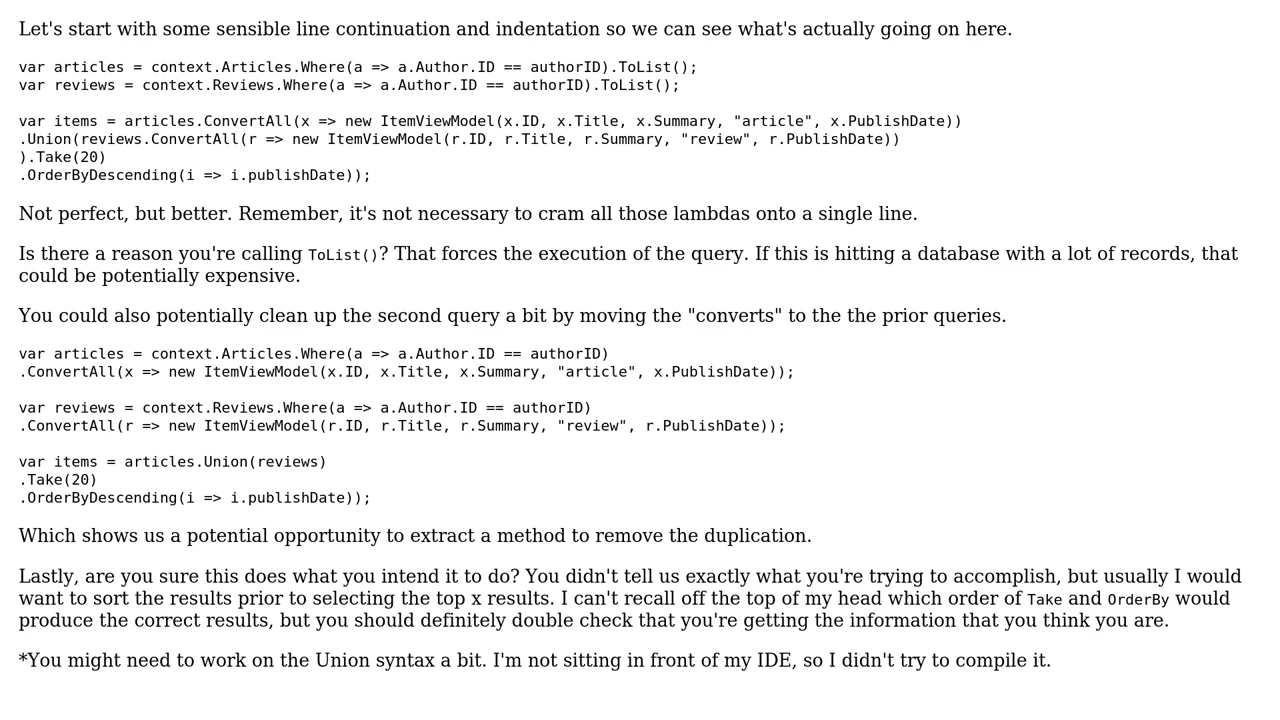 Let's start with some sensible line continuation and indentation so we can see what's actually going on here.
var articles = context.Articles.Where(a => a.Author.ID == authorID).ToList();
var reviews = context.Reviews.Where(a => a.Author.ID == authorID).ToList();
var items = articles.ConvertAll(x => new ItemViewModel(x.ID, x.Title, x.Summary, "article", x.PublishDate))
.Union(reviews.ConvertAll(r => new ItemViewModel(r.ID, r.Title, r.Summary, "review", r.PublishDate))
).Take(20)
.OrderByDescending(i => i.publishDate));
Not perfect, but better. Remember, it's not necessary to cram all those lambdas onto a single line.
Is there a reason you're calling ToList()? That forces the execution of the query. If this is hitting a database with a lot of records, that
could be potentially expensive.
You could also potentially clean up the second query a bit by moving the "converts" to the the prior queries.
var articles = context.Articles.Where(a => a.Author.ID == authorID)
.ConvertAll(x => new ItemViewModel(x.ID, x.Title, x.Summary, "article", x.PublishDate));
var reviews = context.Reviews.Where(a => a.Author.ID == authorID)
.ConvertAll(r => new ItemViewModel(r.ID, r.Title, r.Summary, "review", r.PublishDate));
var items = articles.Union(reviews)
.Take(20)
.OrderByDescending(i => i.publishDate));
Which shows us a potential opportunity to extract a method to remove the duplication.
Lastly, are you sure this does what you intend it to do? You didn't tell us exactly what you're trying to accomplish, but usually I would
want to sort the results prior to selecting the top x results. I can't recall off the top of my head which order of Take and OrderBy would
produce the correct results, but you should definitely double check that you're getting the information that you think you are.
*You might need to work on the Union syntax a bit. I'm not sitting in front of my IDE, so I didn't try to compile it.